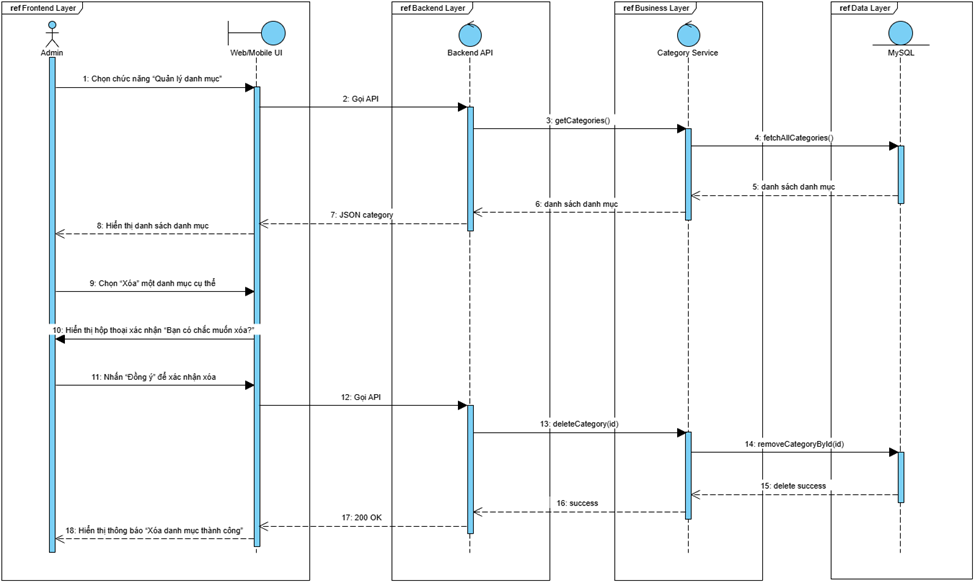 ref Frontend Layer
ref Backend Layer
ref Business Layer
ref Data Layer
Admin
Web/Mobile UI
Backend API
Category Service
MySQL
1: Chọn chức năng “Quản lý danh mục”
2: Gọi API
3: getCategories()
4: fetchAllCategories()
5: danh sách danh mục
6: danh sách danh mục
7: JSON category
8: Hiển thị danh sách danh mục
9: Chọn “Xóa” một danh mục cụ thể
10: Hiển thị hộp thoại xác nhận “Bạn có chắc muốn xóa?”
11: Nhấn “Đồng ý” để xác nhận xóa
12: Gọi API
13: deleteCategory(id)
14: removeCategoryById(id)
15: delete success
16: success
17: 200 OK
18: Hiển thị thông báo “Xóa danh mục thành công”